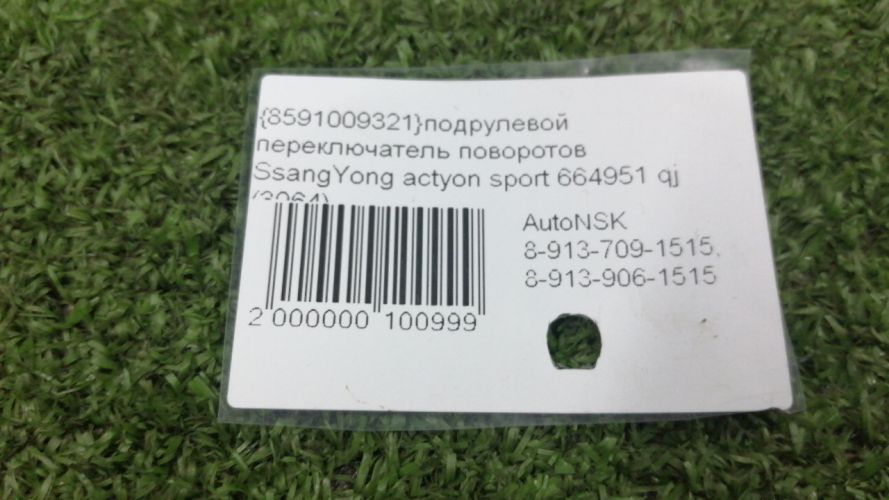 {8591009321}подрулевой
переключатель поворотов
SsangYong actyon sport 664951 qj
(3064)
AutoNSK
8-913-709-1515,
8-913-906-1515
2 000000 100999